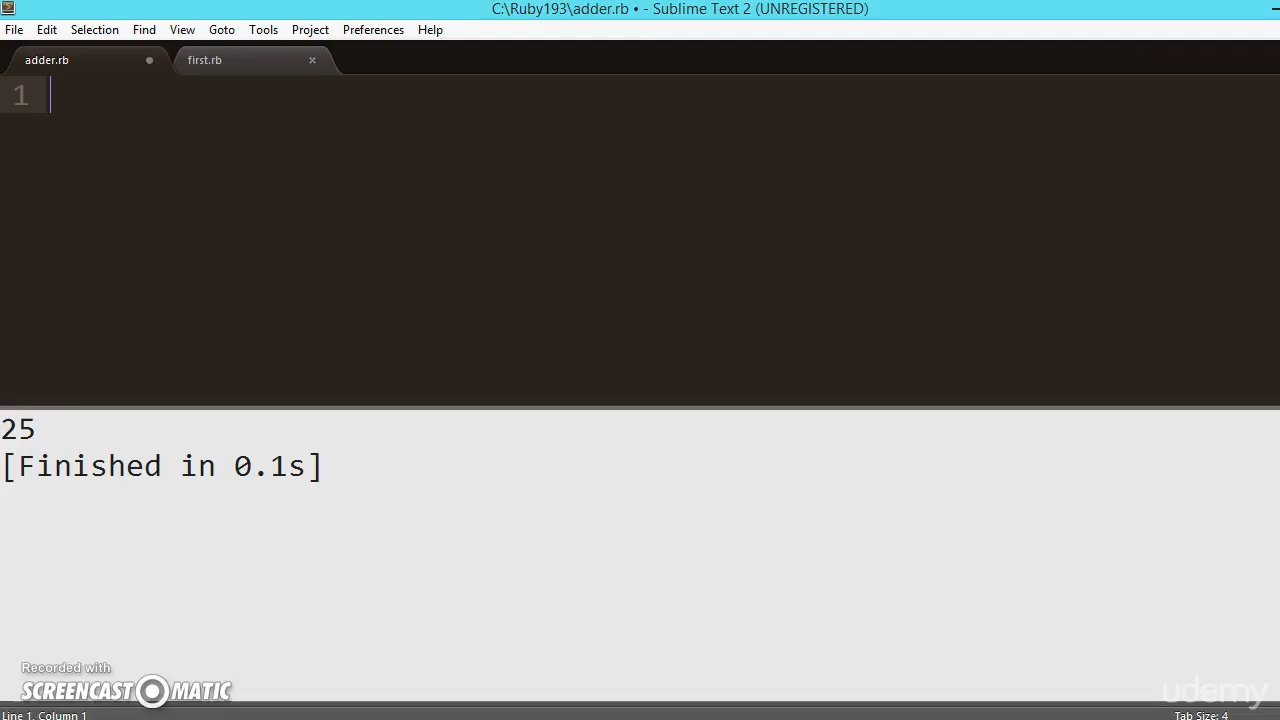 C:\Ruby193\adder.rb • - Sublime Text 2 (UNREGISTERED)
File Edit Selection Find View Goto Tools Project Preferences Help
adder.rb first.rb
1
25
[Finished in 0.1s]
Recorded with
SCREENCAST-O-MATIC
udemy
Line 1, Column 1 Tab Size: 4